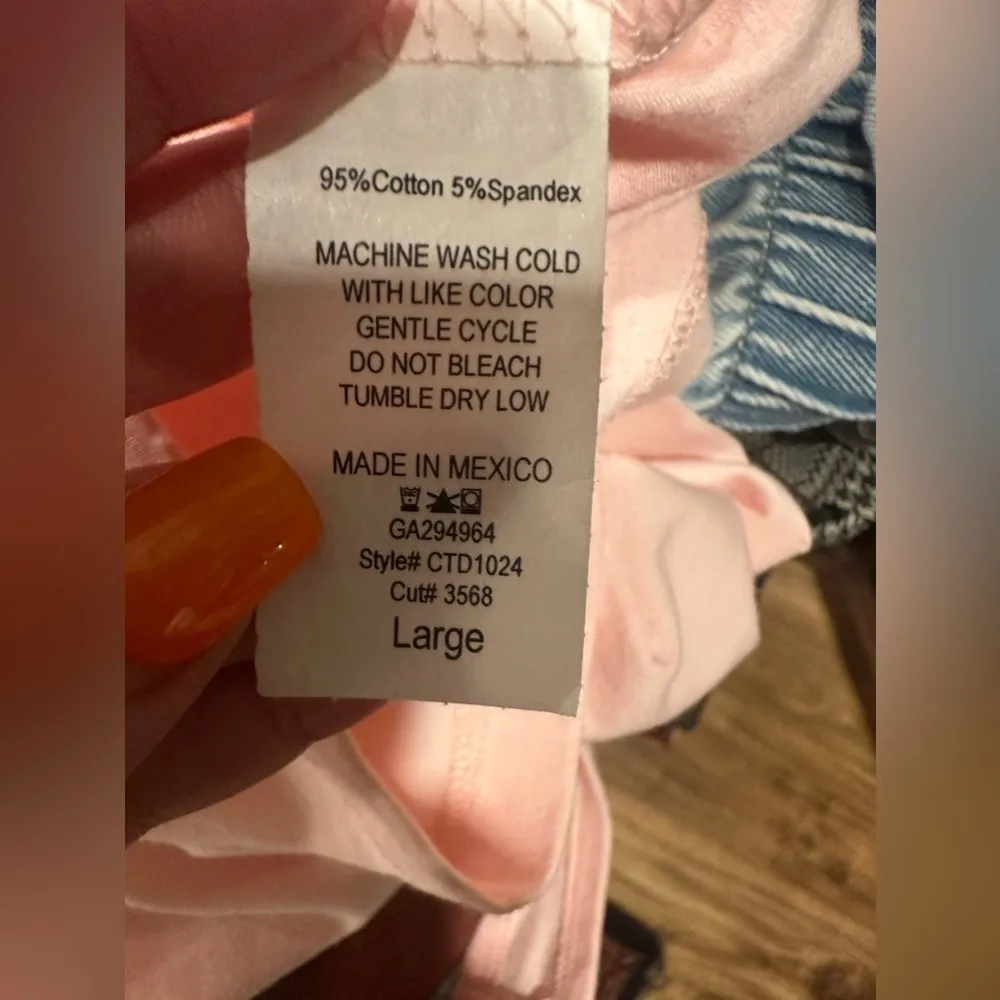 95%Cotton 5%Spandex
MACHINE WASH COLD
WITH LIKE COLOR
GENTLE CYCLE
DO NOT BLEACH
TUMBLE DRY LOW
MADE IN MEXICO
GA294964
Style# CTD1024
Cut# 3568
Large